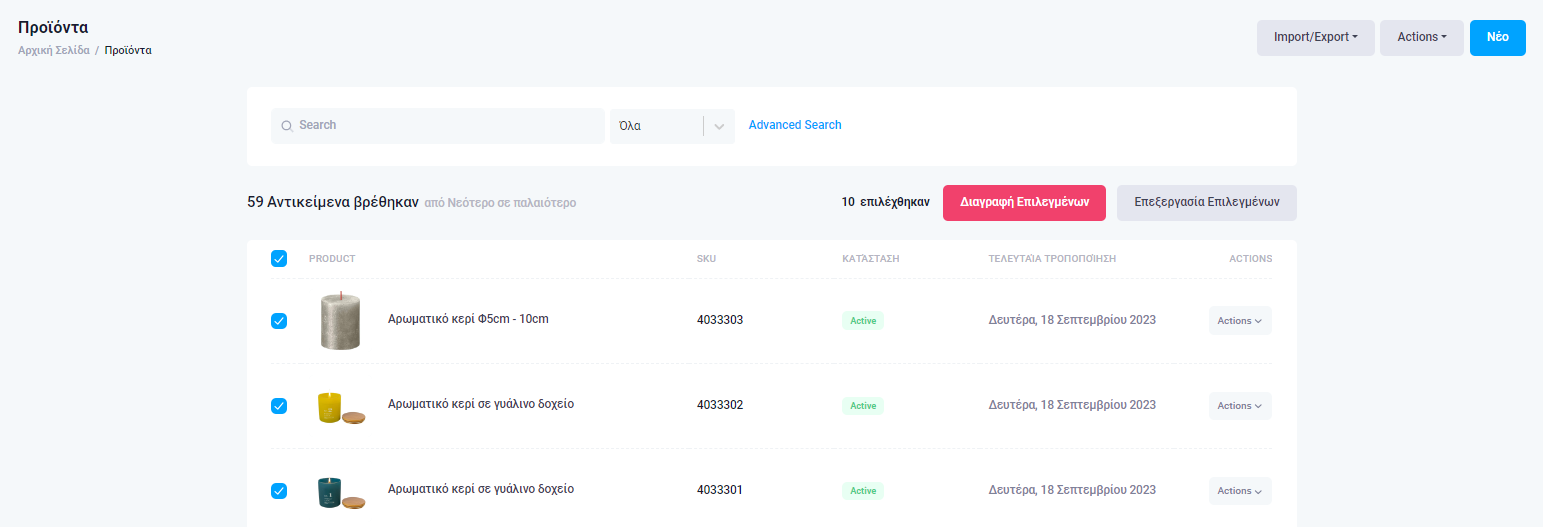 Προϊόντα
Αρχική Σελίδα / Προϊόντα
Import/Export Actions Νέο
Search Όλα Advanced Search
59 Αντικείμενα βρέθηκαν από Νεότερο σε παλαιότερο 10 επιλέχθηκαν Διαγραφή Επιλεγμένων Επεξεργασία Επιλεγμένων
PRODUCT SKU ΚΑΤΆΣΤΑΣΗ ΤΕΛΕΥΤΑΊΑ ΤΡΟΠΟΠΟΊΗΣΗ ACTIONS
Αρωματικό κερί Φ5cm - 10cm 4033303 Active Δευτέρα, 18 Σεπτεμβρίου 2023 Actions
Αρωματικό κερί σε γυάλινο δοχείο 4033302 Active Δευτέρα, 18 Σεπτεμβρίου 2023 Actions
Αρωματικό κερί σε γυάλινο δοχείο 4033301 Active Δευτέρα, 18 Σεπτεμβρίου 2023 Actions